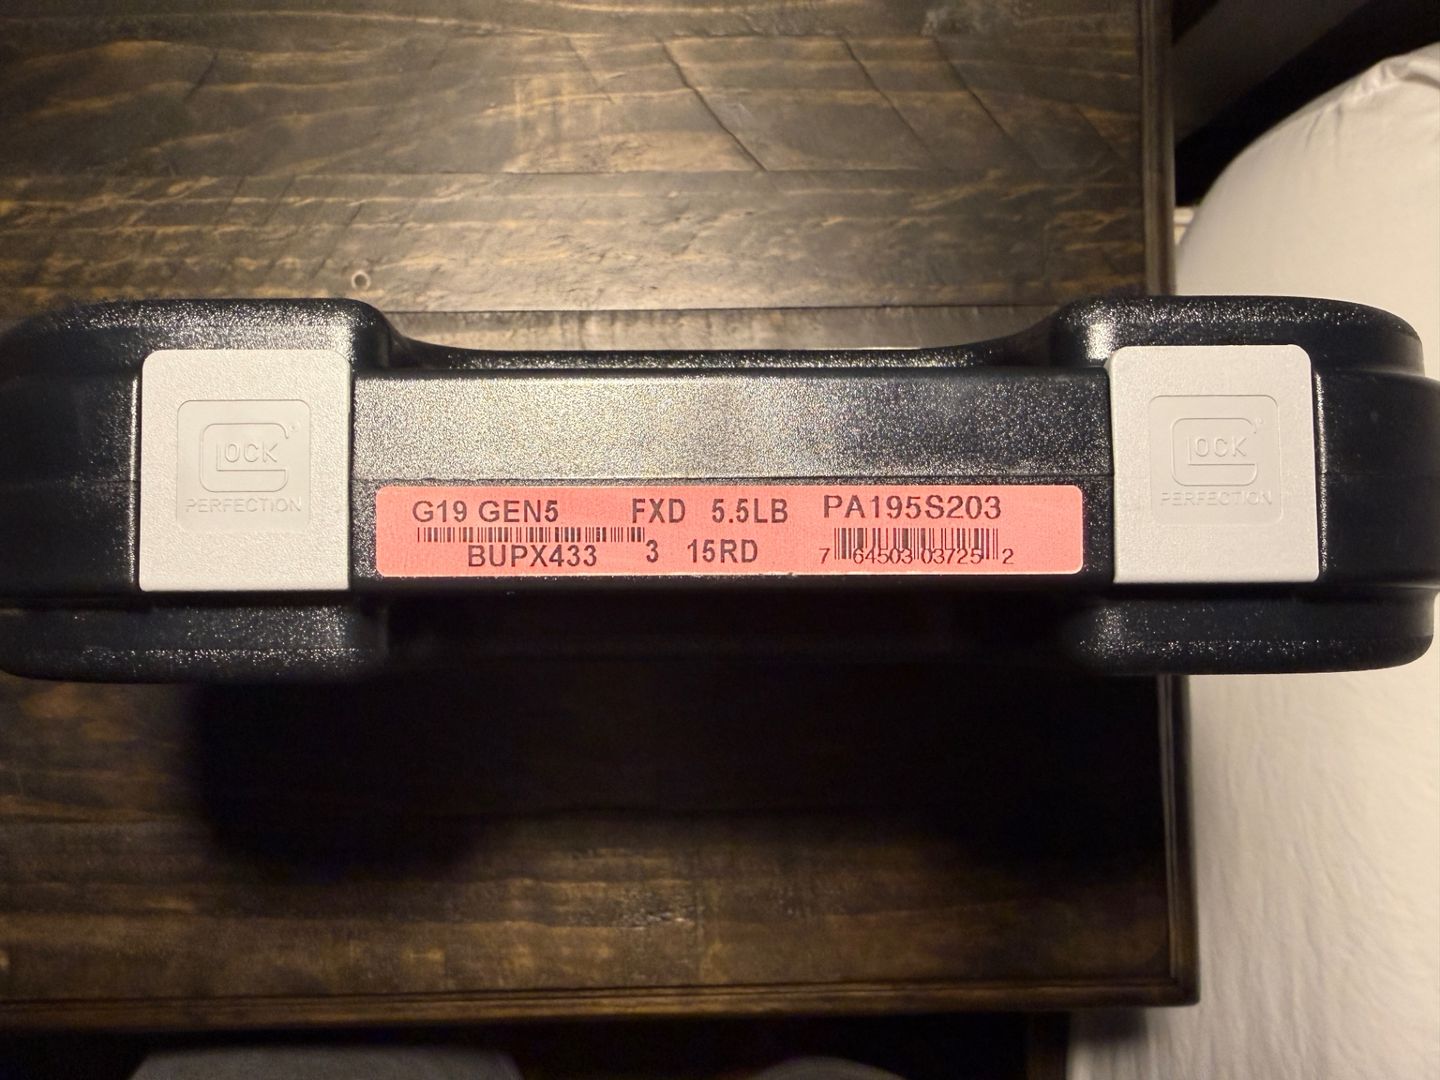 GLOCK
PERFECTION
G19 GEN5 FXD 5.5LB PA195S203
BUPX433 3 15RD 7 64503 03725 2
GLOCK
PERFECTION